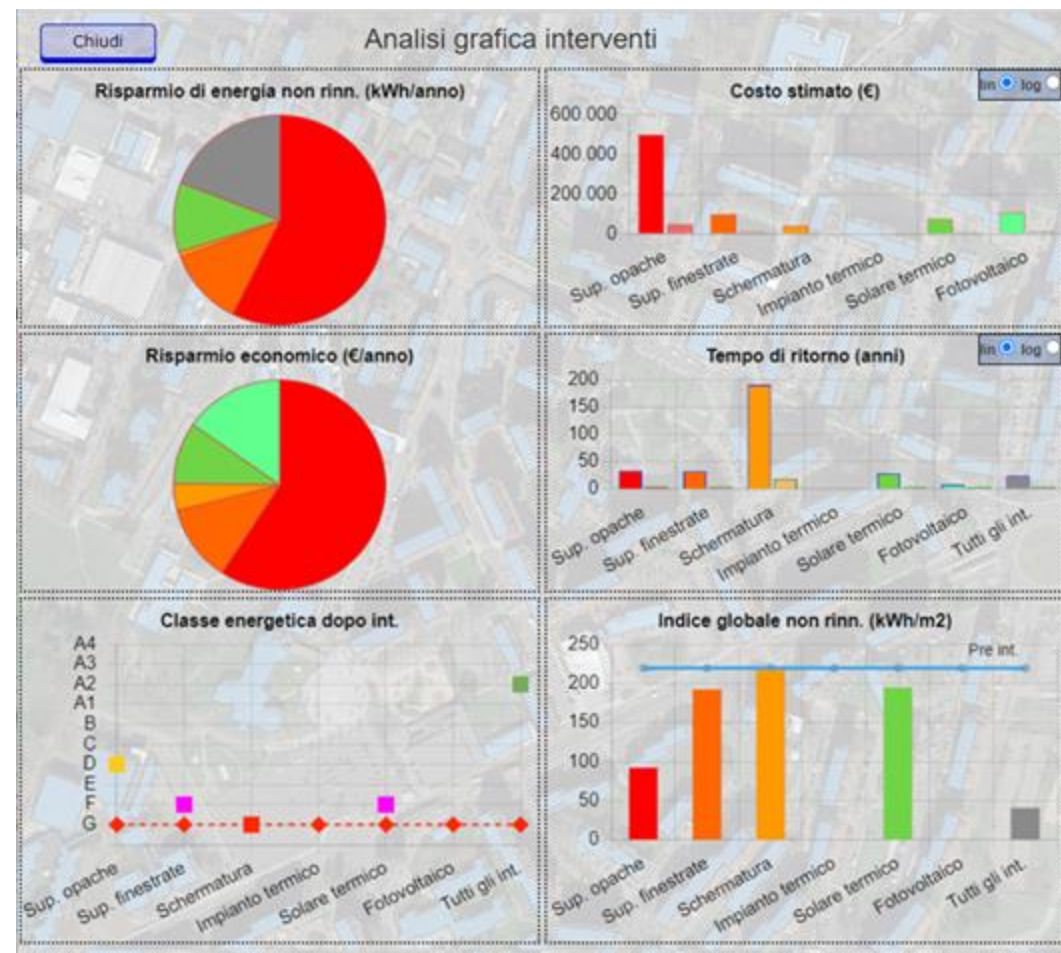 Chiudi
Analisi grafica interventi
Risparmio di energia non rinn. (kWh/anno)
Costo stimato (€)
lin log
600 000
400 000
200 000
0
Sup. opache
Sup. finestrate
Schermatura
Impianto termico
Solare termico
Fotovoltaico
Risparmio economico (€/anno)
Tempo di ritorno (anni)
lin log
200
150
100
50
0
Sup. opache
Sup. finestrate
Schermatura
Impianto termico
Solare termico
Fotovoltaico
Tutti gli int.
Classe energetica dopo int.
A4
A3
A2
A1
B
C
D
E
F
G
Sup. opache
Sup. finestrate
Schermatura
Impianto termico
Solare termico
Fotovoltaico
Tutti gli int.
Indice globale non rinn. (kWh/m2)
Pre int.
250
200
150
100
50
0
Sup. opache
Sup. finestrate
Schermatura
Impianto termico
Solare termico
Fotovoltaico
Tutti gli int.